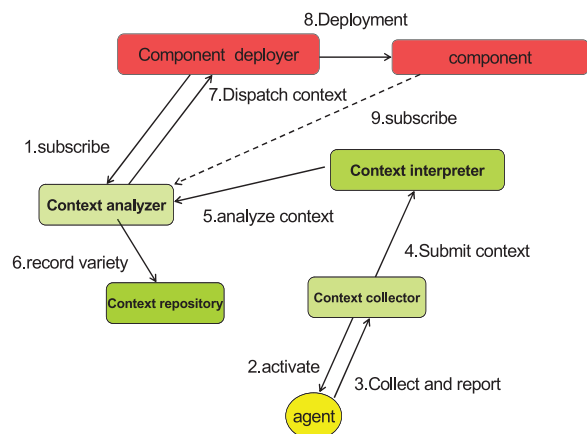 8.Deployment
Component deployer
component
7.Dispatch context
9.subscribe
1.subscribe
Context interpreter
Context analyzer
5.analyze context
4.Submit context
6.record variety
Context repository
Context collector
2.activate
3.Collect and report
agent